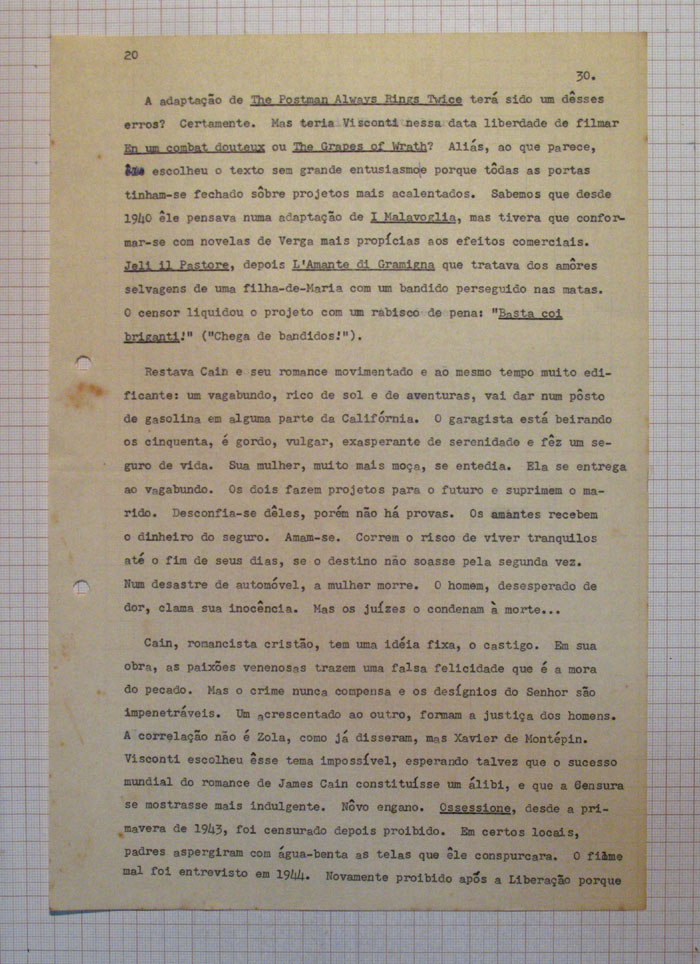 20
30.
A adaptação de The Postman Always Rings Twice terá sido um dêsses
erros? Certamente. Mas teria Visconti nessa data liberdade de filmar
En um combat douteux ou The Grapes of Wrath? Aliás, ao que parece,
escolheu o texto sem grande entusiasmo porque tôdas as portas
tinham-se fechado sôbre projetos mais acalentados. Sabemos que desde
1940 êle pensava numa adaptação de I Malavoglia, mas tivera que confor-
mar-se com novelas de Verga mais propícias aos efeitos comerciais.
Jeli il Pastore, depois L'Amante di Gramigna que tratava dos amôres
selvagens de uma filha-de-Maria com um bandido perseguido nas matas.
O censor liquidou o projeto com um rabisco de pena: "Basta coi
briganti!" ("Chega de bandidos!").
Restava Cain e seu romance movimentado e ao mesmo tempo muito edi-
ficante: um vagabundo, rico de sol e de aventuras, vai dar num pôsto
de gasolina em alguma parte da Califórnia. O garagista está beirando
os cinquenta, é gordo, vulgar, exasperante de serenidade e fêz um se-
guro de vida. Sua mulher, muito mais moça, se entedia. Ela se entrega
ao vagabundo. Os dois fazem projetos para o futuro e suprimem o ma-
rido. Desconfia-se dêles, porém não há provas. Os amantes recebem
o dinheiro do seguro. Amam-se. Correm o risco de viver tranquilos
até o fim de seus dias, se o destino não soasse pela segunda vez.
Num desastre de automóvel, a mulher morre. O homem, desesperado de
dor, clama sua inocência. Mas os juízes o condenam à morte...
Cain, romancista cristão, tem uma idéia fixa, o castigo. Em sua
obra, as paixões venenosas trazem uma falsa felicidade que é a mora
do pecado. Mas o crime nunca compensa e os desígnios do Senhor são
impenetráveis. Um acrescentado ao outro, formam a justiça dos homens.
A correlação não é Zola, como já disseram, mas Xavier de Montépin.
Visconti escolheu êsse tema impossível, esperando talvez que o sucesso
mundial do romance de James Cain constituísse um álibi, e que a Censura
se mostrasse mais indulgente. Nôvo engano. Ossessione, desde a pri-
mavera de 1943, foi censurado depois proibido. Em certos locais,
padres aspergiram com água-benta as telas que êle conspurcara. O filme
mal foi entrevisto em 1944. Novamente proibido após a Liberação porque